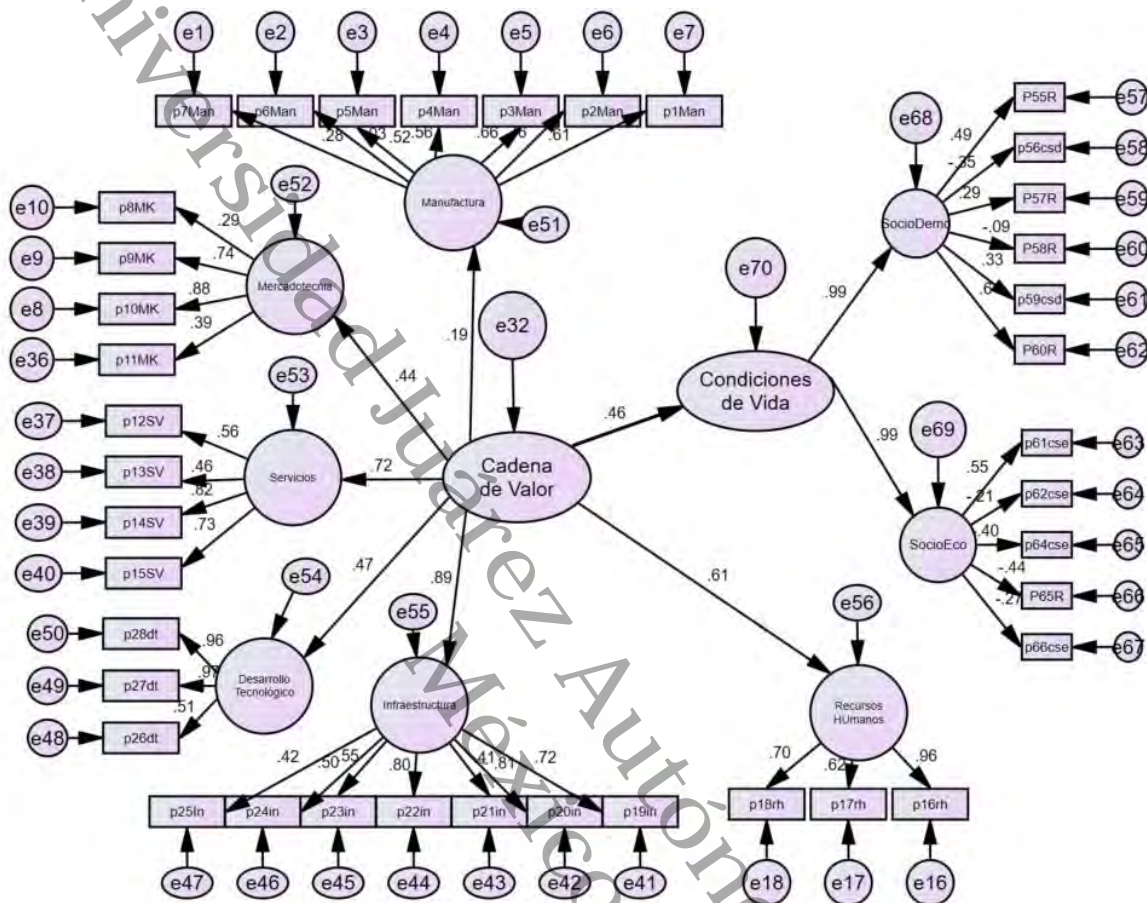 e1
e2
e3
e4
e5
e6
e7
p7Man
p6Man
p5Man
p4Man
p3Man
p2Man
p1Man
.28
.52
.56
.66
.61
Manufactura
e51
.19
e10
p8MK
e9
p9MK
e8
p10MK
e36
p11MK
.29
.74
.88
.39
e52
Mercadotecnia
.44
e37
p12SV
e38
p13SV
e39
p14SV
e40
p15SV
.56
.46
.82
.73
e53
Servicios
.72
e50
p28dt
e49
p27dt
e48
p26dt
.96
.97
.51
e54
Desarrollo
Tecnológico
.47
e32
Cadena
de Valor
.46
e70
Condiciones
de Vida
.99
.99
e68
SocioDemo
.49
-.35
.29
-.09
.33
P55R
e57
p56csd
e58
P57R
e59
P58R
e60
p59csd
e61
P60R
e62
e69
SocioEco
.55
-.21
.40
-.44
-.27
p61cse
e63
p62cse
e64
p64cse
e65
P65R
e66
p66cse
e67
.89
e55
Infraestructura
.42
.50
.55
.80
.41
.81
.72
p25In
p24in
p23in
p22in
p21in
p20in
p19In
e47
e46
e45
e44
e43
e42
e41
.61
e56
Recursos
HUmanos
.70
.62
.96
p18rh
p17rh
p16rh
e18
e17
e16
Juárez
México